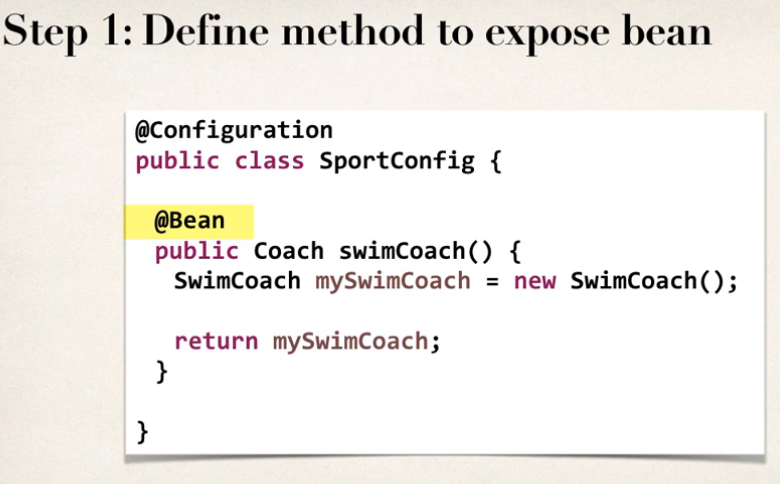 Step 1: Define method to expose bean
@Configuration
public class SportConfig {
@Bean
public Coach swimCoach() {
SwimCoach mySwimCoach = new SwimCoach();
return mySwimCoach;
}
}